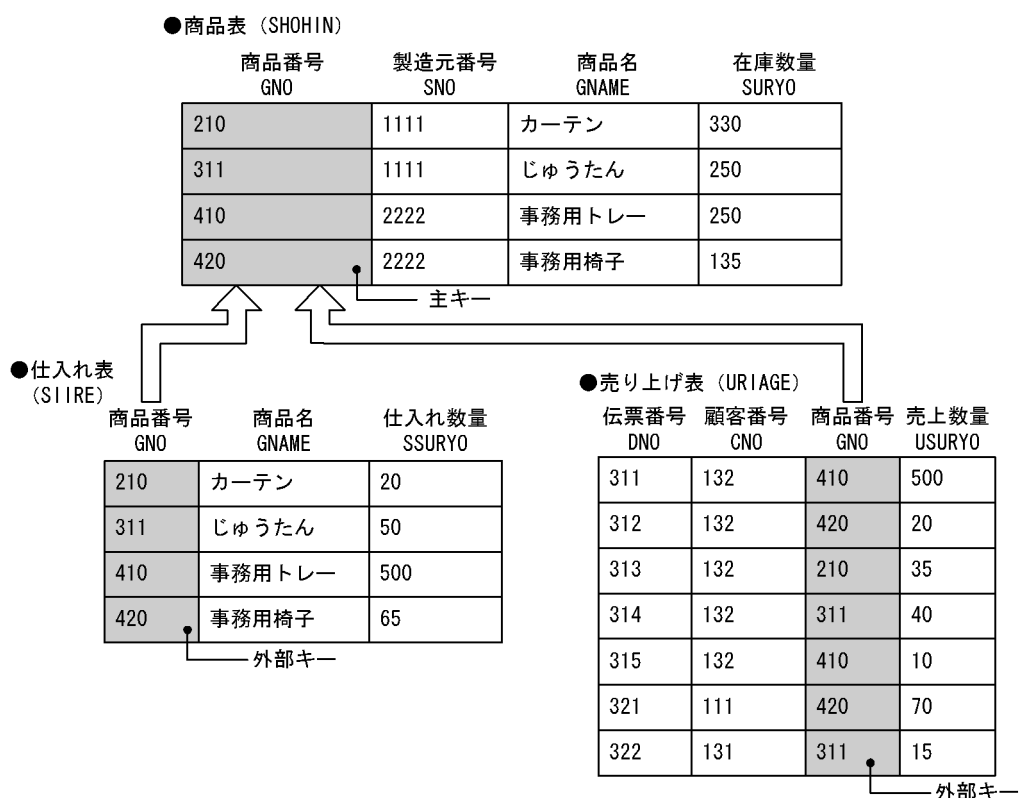 ●商品表（SHOHIN）
商品番号 製造元番号 商品名 在庫数量
GNO SNO GNAME SURYO
210 1111 カーテン 330
311 1111 じゅうたん 250
410 2222 事務用トレー 250
420 2222 事務用椅子 135
主キー
●仕入れ表
（SIIRE）
商品番号 商品名 仕入れ数量
GNO GNAME SSURYO
210 カーテン 20
311 じゅうたん 50
410 事務用トレー 500
420 事務用椅子 65
外部キー
●売り上げ表（URIAGE）
伝票番号 顧客番号 商品番号 売上数量
DNO CNO GNO USURYO
311 132 410 500
312 132 420 20
313 132 210 35
314 132 311 40
315 132 410 10
321 111 420 70
322 131 311 15
外部キー